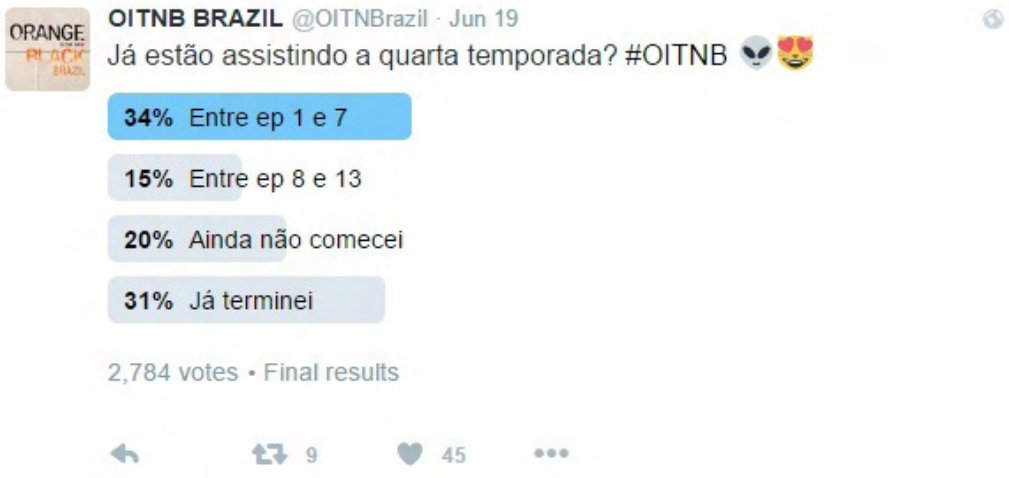 OITNB BRAZIL @OITNBrazil · Jun 19
Já estão assistindo a quarta temporada? #OITNB 👽😍
34% Entre ep 1 e 7
15% Entre ep 8 e 13
20% Ainda não comecei
31% Já terminei
2,784 votes • Final results
9 45
ORANGE
BLACK
BRAZIL